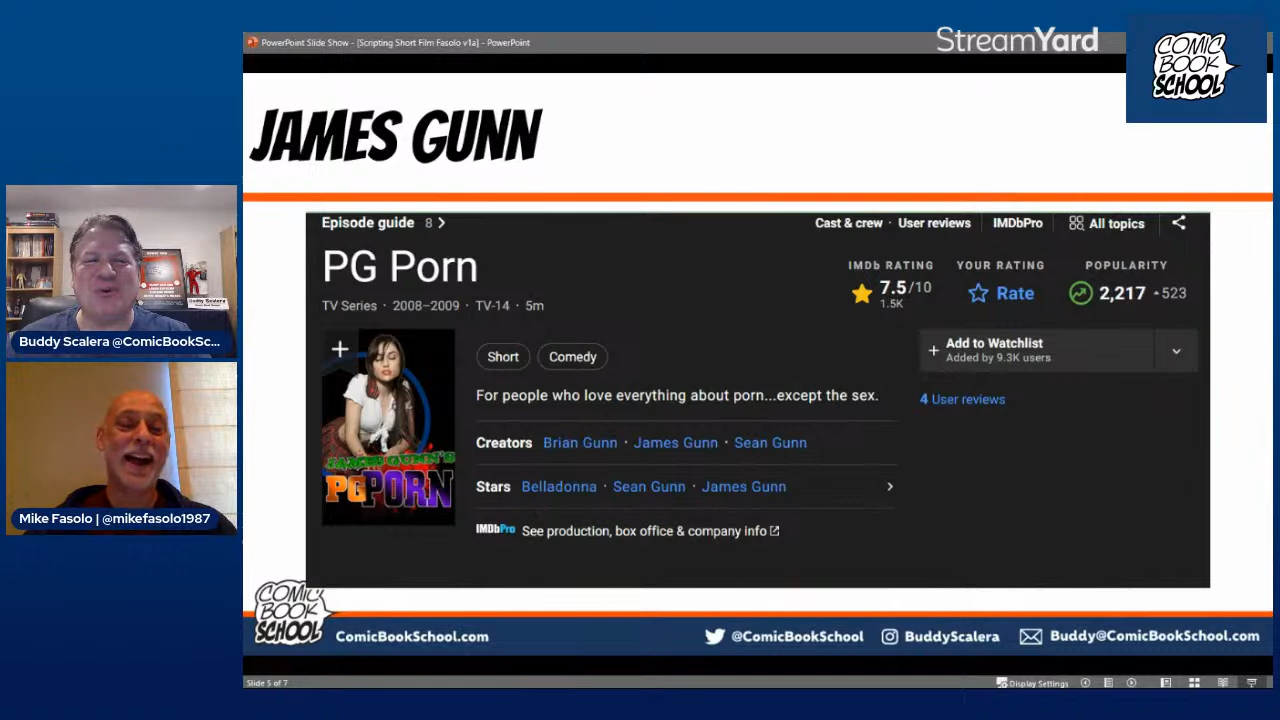 PowerPoint Slide Show - [Scripting Short Film Fasolo v1a] - PowerPoint
StreamYard
COMIC
BOOK
SCHOOL
JAMES GUNN
Episode guide 8
Cast & crew · User reviews
IMDbPro
All topics
PG Porn
TV Series · 2008–2009 · TV-14 · 5m
IMDb RATING
7.5/10
1.5K
YOUR RATING
Rate
POPULARITY
2,217
523
JAMES GUNN'S
PG PORN
Short
Comedy
For people who love everything about porn...except the sex.
Creators Brian Gunn · James Gunn · Sean Gunn
Stars Belladonna · Sean Gunn · James Gunn
IMDbPro See production, box office & company info
+ Add to Watchlist
Added by 9.3K users
4 User reviews
Buddy Scalera
Buddy Scalera @ComicBookSc...
Mike Fasolo | @mikefasolo1987
COMIC
BOOK
SCHOOL
ComicBookSchool.com
@ComicBookSchool
BuddyScalera
Buddy@ComicBookSchool.com
Slide 5 of 7
Display Settings